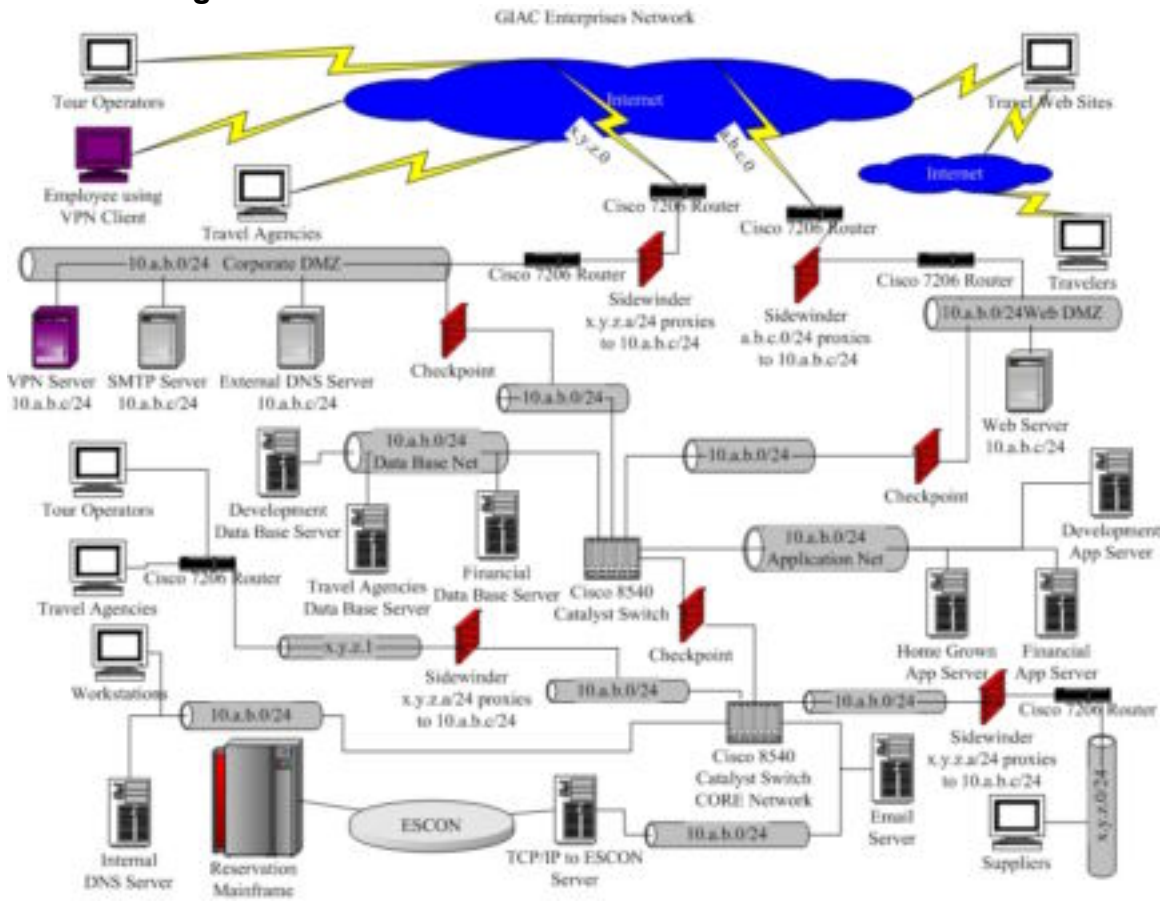 GIAC Enterprises Network
Tour Operators
Internet
Travel Web Sites
x.y.z.0
a.b.c.0
Employee using
VPN Client
Internet
Travel Agencies
Cisco 7206 Router
Cisco 7206 Router
Travelers
10.a.b.0/24 Corporate DMZ
Cisco 7206 Router
Sidewinder
x.y.z.a/24 proxies
to 10.a.b.c/24
Sidewinder
a.b.c.0/24 proxies
to 10.a.b.c/24
Cisco 7206 Router
10.a.b.0/24Web DMZ
VPN Server
10.a.b.c/24
SMTP Server
10.a.b.c/24
External DNS Server
10.a.b.c/24
Checkpoint
10.a.b.0/24
Web Server
10.a.b.c/24
Tour Operators
Development
Data Base Server
10.a.b.0/24
Data Base Net
10.a.b.0/24
Checkpoint
Travel Agencies
Cisco 7206 Router
Travel Agencies
Data Base Server
Financial
Data Base Server
Cisco 8540
Catalyst Switch
10.a.b.0/24
Application Net
Development
App Server
Workstations
x.y.z.1
Sidewinder
x.y.z.a/24 proxies
to 10.a.b.c/24
Checkpoint
Home Grown
App Server
Financial
App Server
10.a.b.0/24
10.a.b.0/24
10.a.b.0/24
Cisco 7206 Router
Sidewinder
x.y.z.a/24 proxies
to 10.a.b.c/24
Cisco 8540
Catalyst Switch
CORE Network
x.y.z.0/24
Internal
DNS Server
Reservation
Mainframe
ESCON
TCP/IP to ESCON
Server
10.a.b.0/24
Email
Server
Suppliers